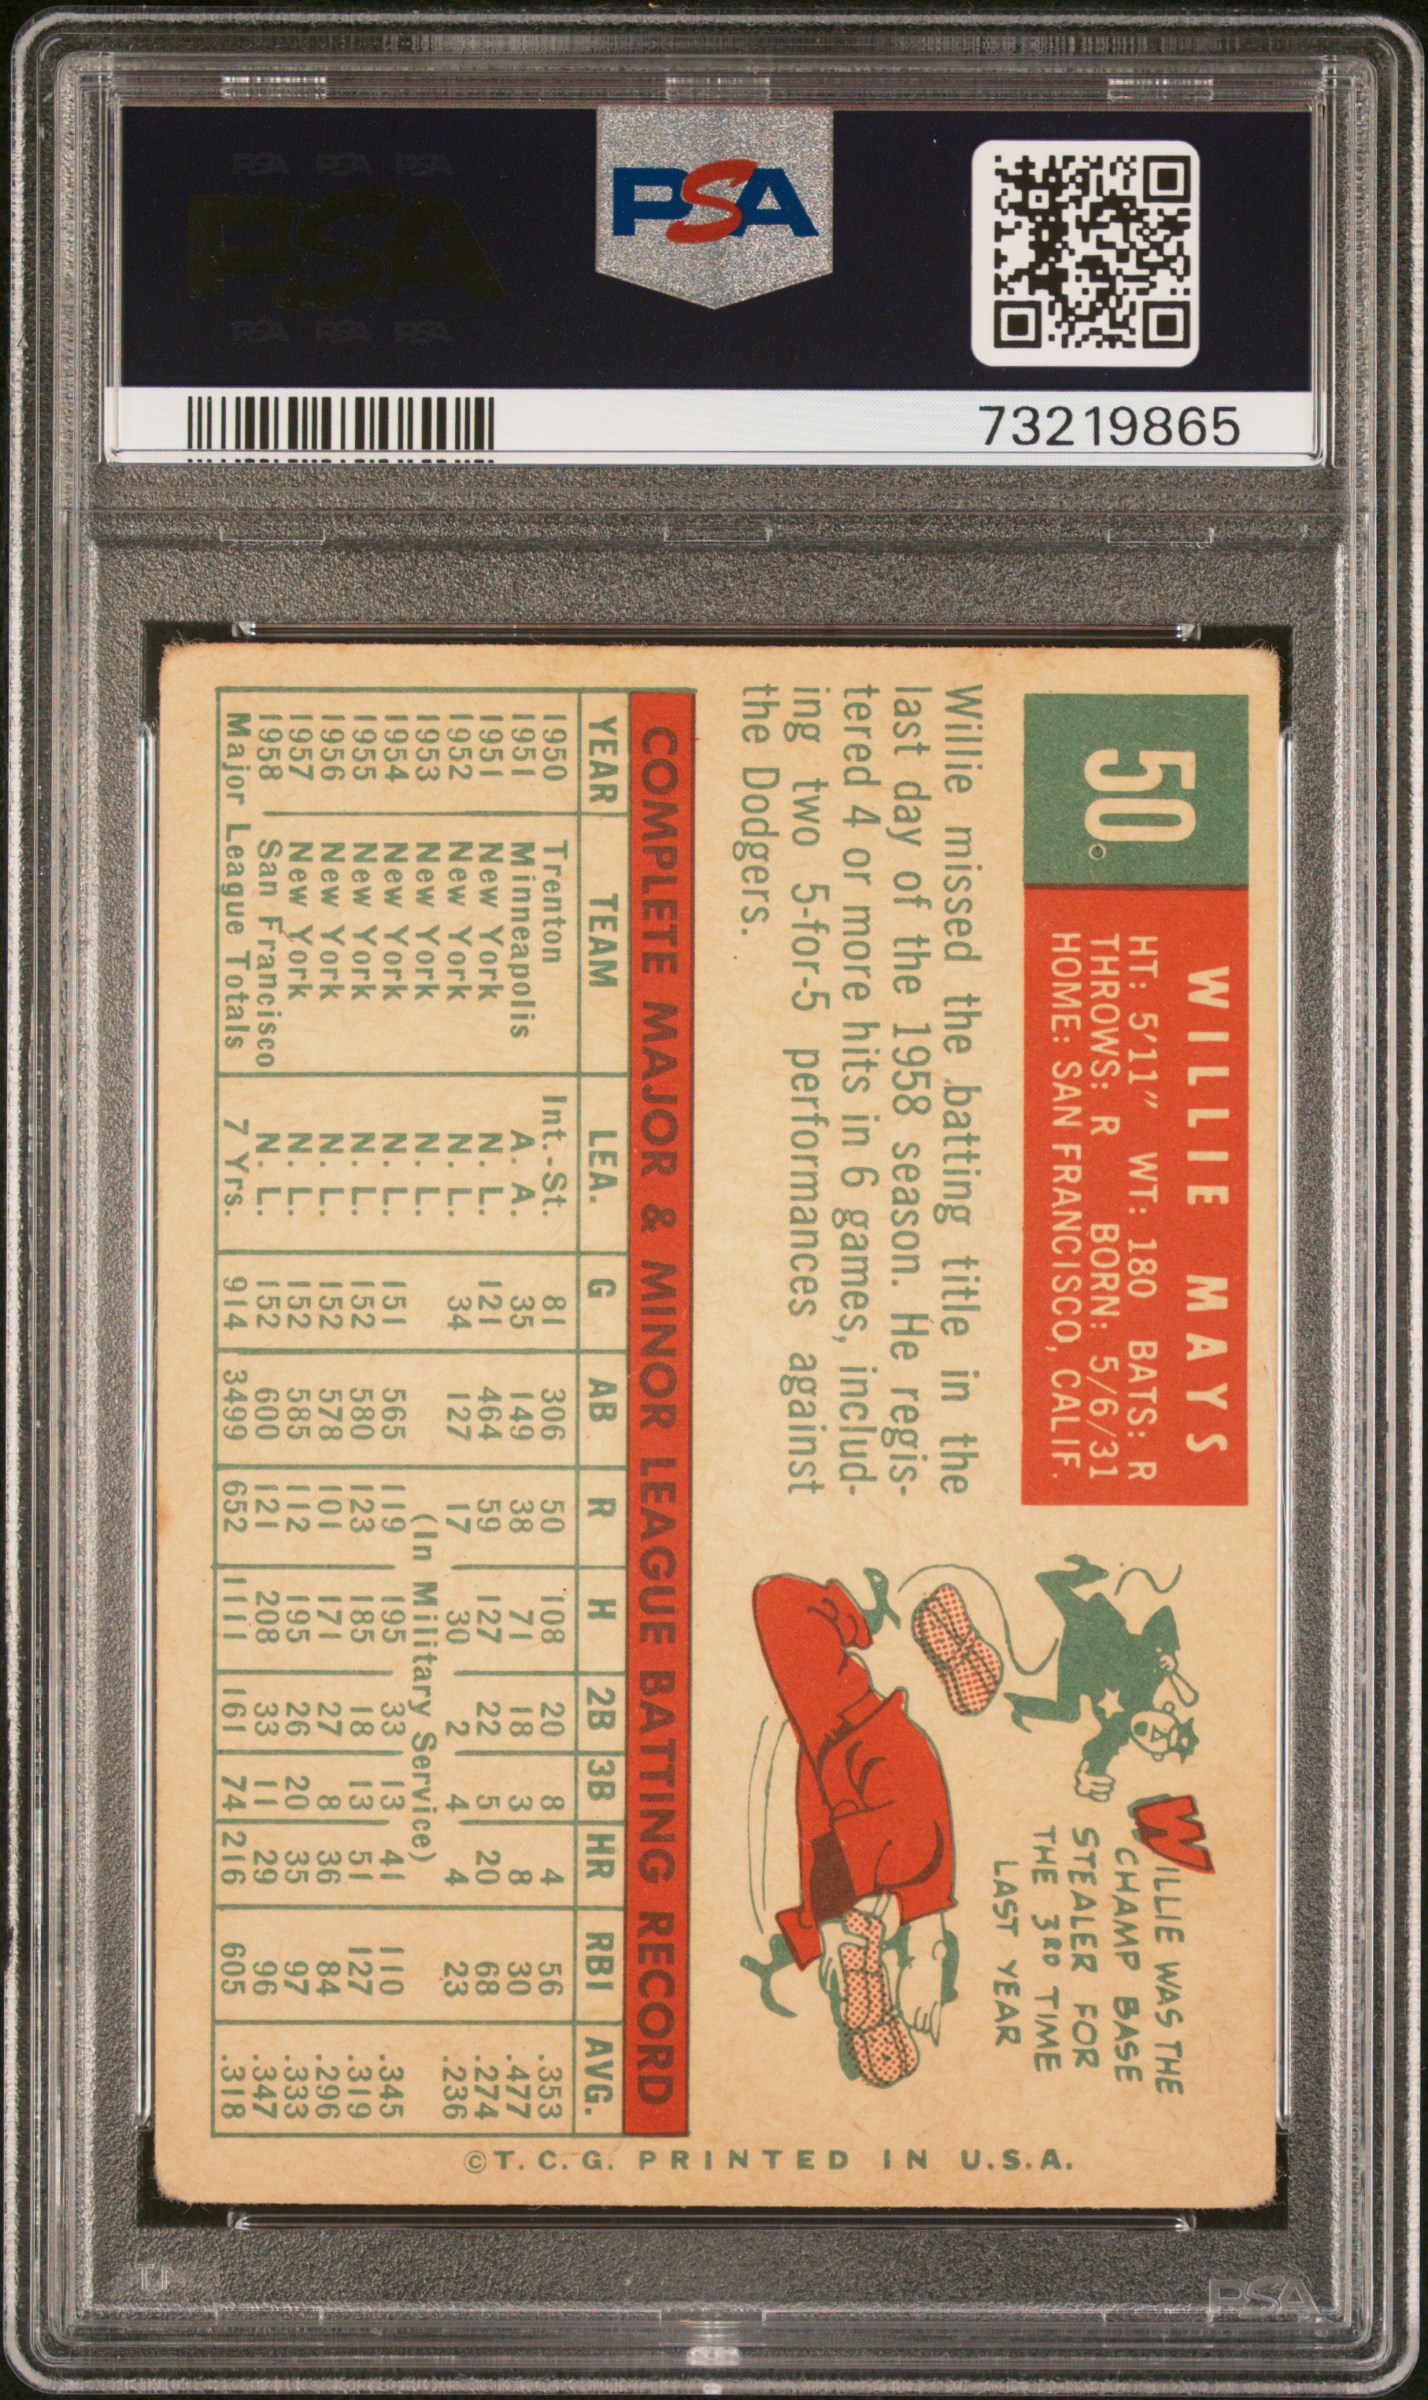 PSA PSA PSA
PSA
PSA PSA PSA
PSA
73219865
50
WILLIE MAYS
HT: 5'11" WT: 180 BATS: R
THROWS: R BORN: 5/6/31
HOME: SAN FRANCISCO, CALIF.
Willie missed the batting title in the
last day of the 1958 season. He regis-
tered 4 or more hits in 6 games, includ-
ing two 5-for-5 performances against
the Dodgers.
WILLIE WAS THE
CHAMP BASE
STEALER FOR
THE 3RD TIME
LAST YEAR
COMPLETE MAJOR & MINOR LEAGUE BATTING RECORD
YEAR TEAM LEA. G AB R H 2B 3B HR RBI AVG.
1950 Trenton Int.-St. 81 306 50 108 20 8 4 56 .353
1951 Minneapolis A. A. 35 149 38 71 18 3 8 30 .477
1951 New York N. L. 121 464 59 127 22 5 20 68 .274
1952 New York N. L. 34 127 17 30 2 4 4 23 .236
1953 New York N. L. (In Military Service)
1954 New York N. L. 151 565 119 195 33 13 41 110 .345
1955 New York N. L. 152 580 123 185 18 13 51 127 .319
1956 New York N. L. 152 578 101 171 27 8 36 84 .296
1957 New York N. L. 152 585 112 195 26 20 35 97 .333
1958 San Francisco N. L. 152 600 121 208 33 11 29 96 .347
Major League Totals 7 Yrs. 914 3499 652 1111 161 74 216 605 .318
©T. C. G. PRINTED IN U.S.A.
PSA